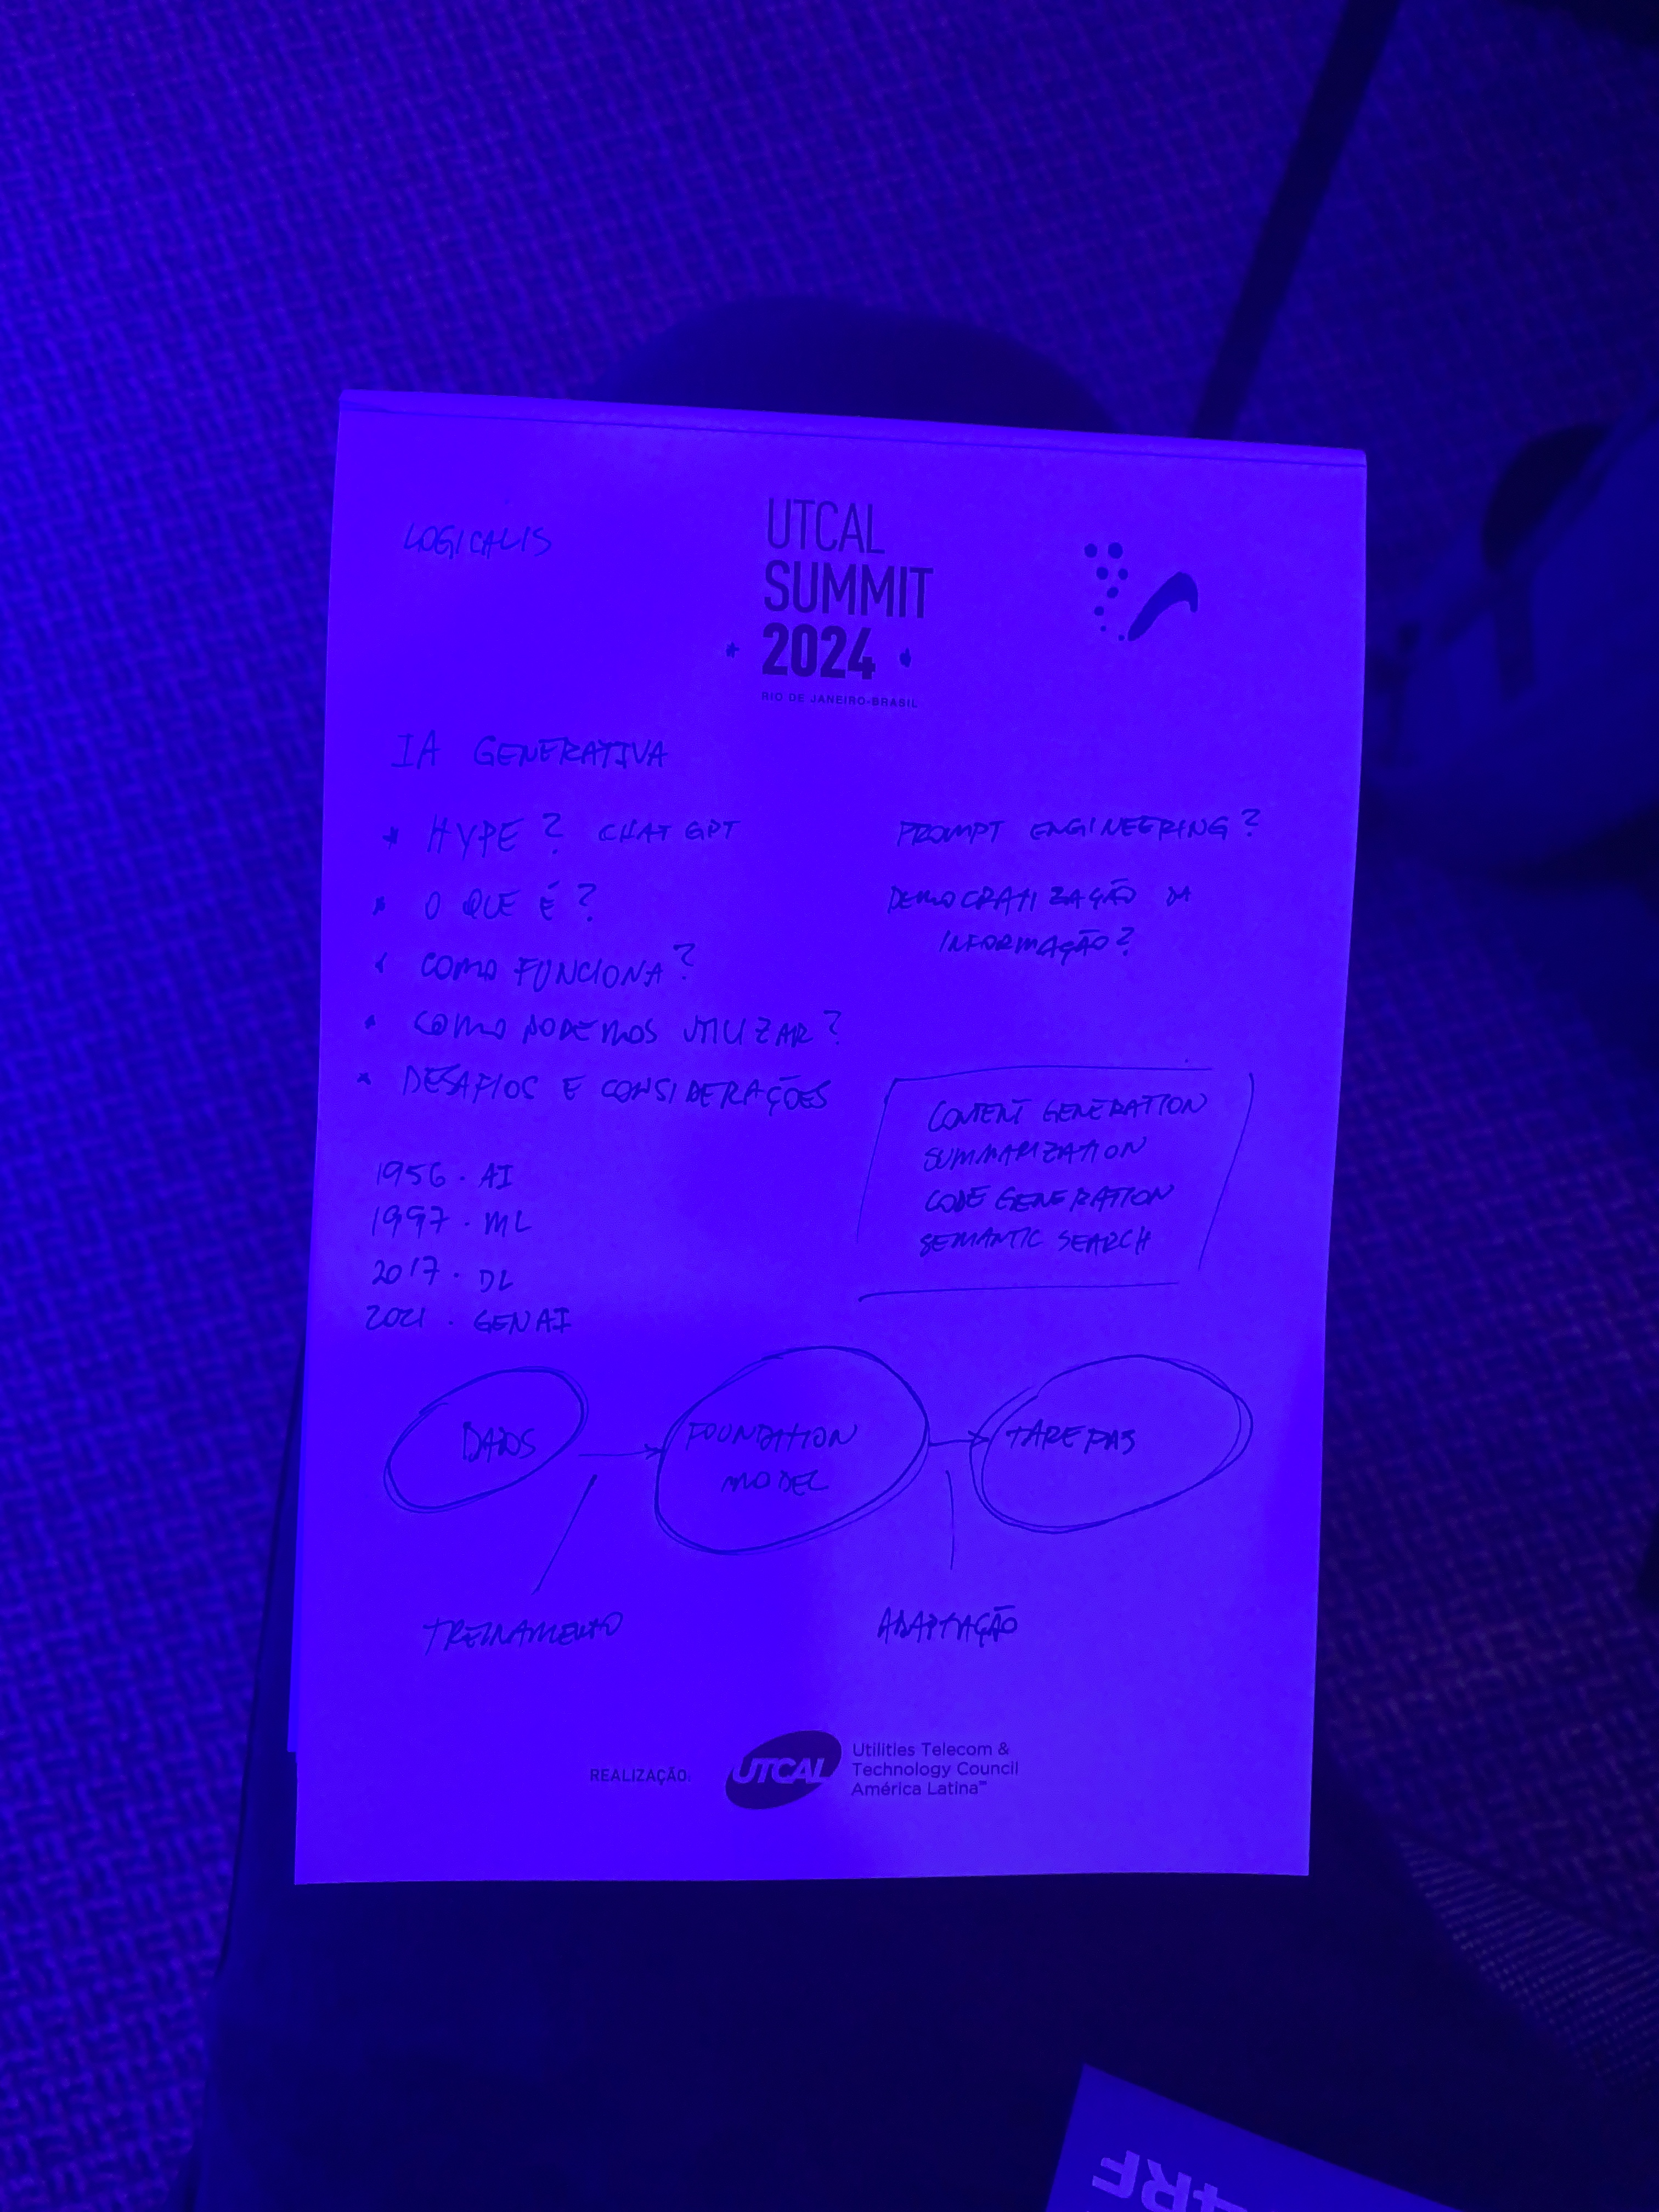 LOGICALIS
UTCAL
SUMMIT
2024
RIO DE JANEIRO-BRASIL
IA GENERATIVA
* HYPE? CHAT GPT
* O QUE É?
* COMO FUNCIONA?
* COMO PODEMOS UTILIZAR?
* DESAFIOS E CONSIDERAÇÕES
PROMPT ENGINEERING?
DEMOCRATIZAÇÃO DA
INFORMAÇÃO?
CONTENT GENERATION
SUMMARIZATION
CODE GENERATION
SEMANTIC SEARCH
1956 - AI
1997 - ML
2017 - DL
2021 - GENAI
DADOS
FOUNDATION
MODEL
TAREFAS
TREINAMENTO
ADAPTAÇÃO
REALIZAÇÃO:
UTCAL
Utilities Telecom &
Technology Council
América Latina™